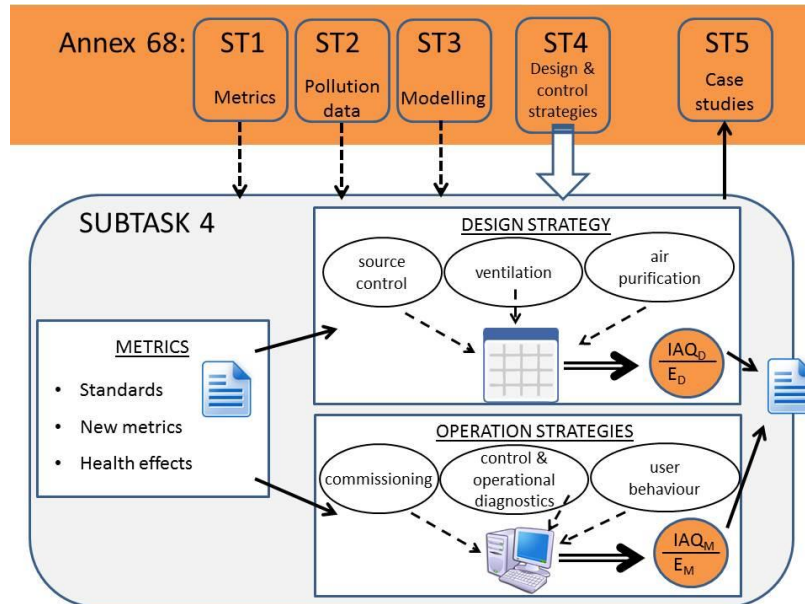 Annex 68:
ST1
Metrics
ST2
Pollution
data
ST3
Modelling
ST4
Design &
control
strategies
ST5
Case
studies
SUBTASK 4
DESIGN STRATEGY
source
control
ventilation
air
purification
METRICS
• Standards
• New metrics
• Health effects
IAQD
ED
OPERATION STRATEGIES
commissioning
control &
operational
diagnostics
user
behaviour
IAQM
EM